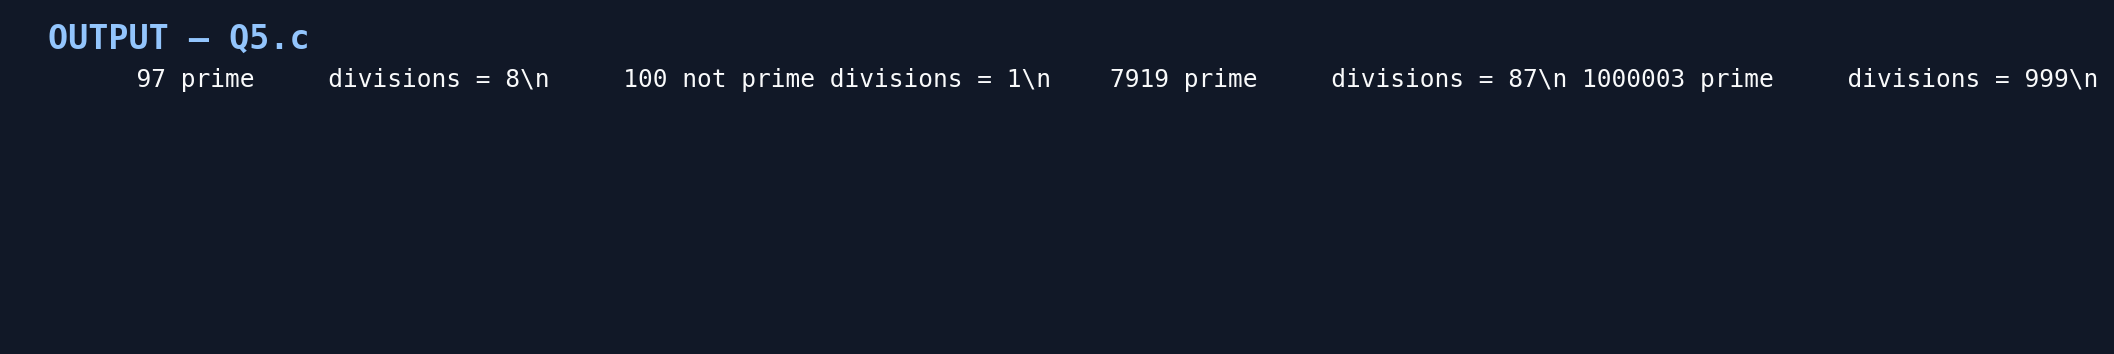 OUTPUT — Q5.c
97 prime     divisions = 8\n     100 not prime divisions = 1\n    7919 prime     divisions = 87\n 1000003 prime     divisions = 999\n